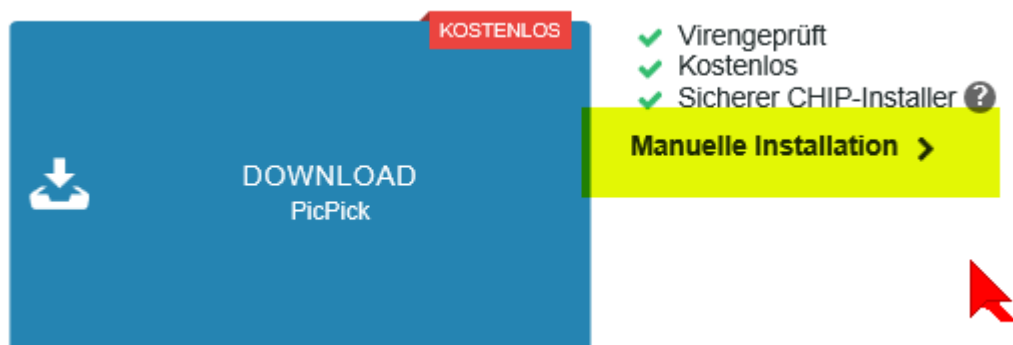 KOSTENLOS
DOWNLOAD
PicPick
Virengeprüft
Kostenlos
Sicherer CHIP-Installer ?
Manuelle Installation